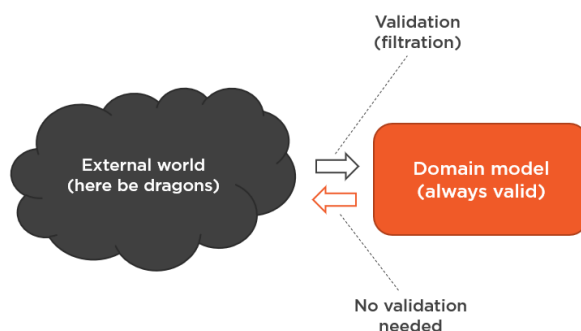 Validation
(filtration)
External world
(here be dragons)
Domain model
(always valid)
No validation
needed